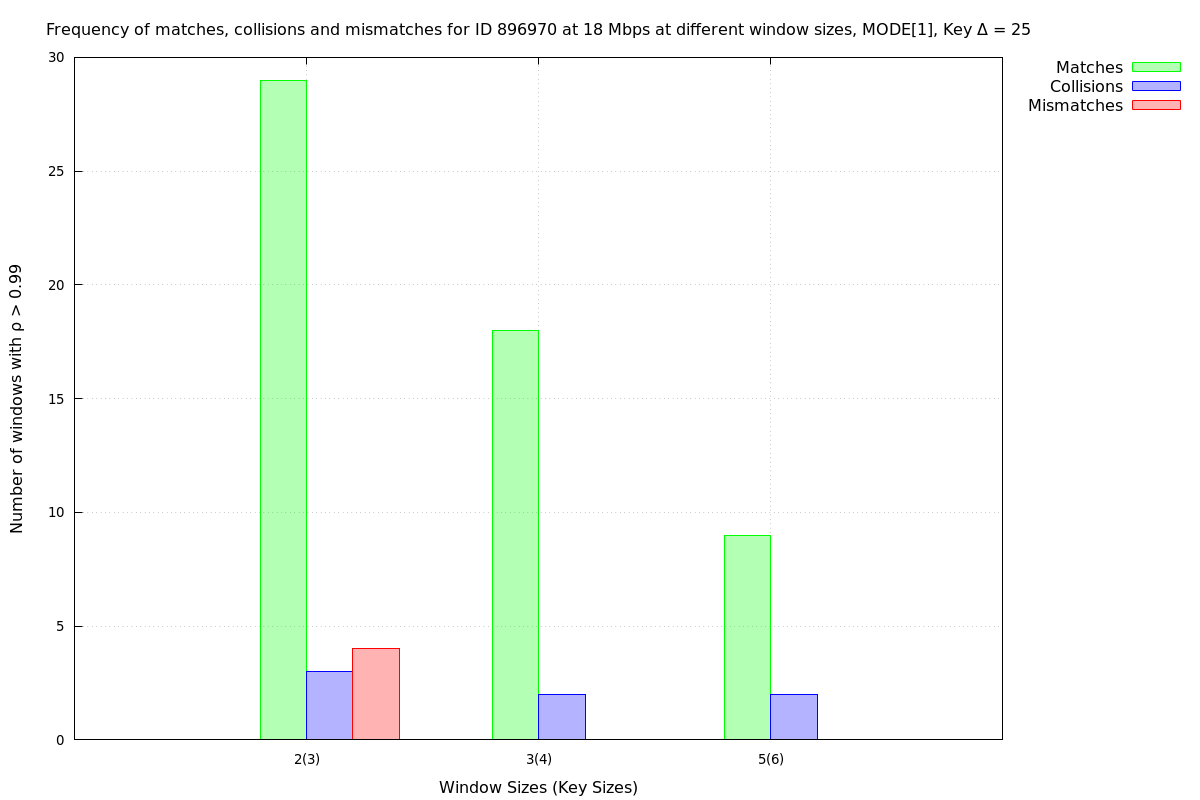 Frequency of matches, collisions and mismatches for ID 896970 at 18 Mbps at different window sizes, MODE[1], Key Δ = 25
Matches
Collisions
Mismatches
Number of windows with ρ > 0.99
30
25
20
15
10
5
0
2(3)
3(4)
5(6)
Window Sizes (Key Sizes)